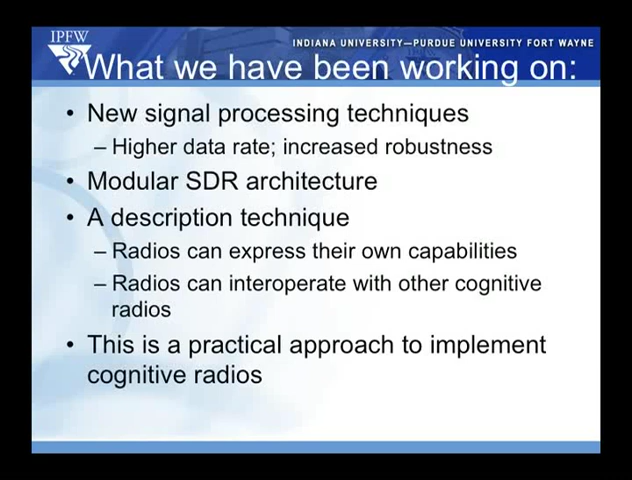 IPFW
INDIANA UNIVERSITY—PURDUE UNIVERSITY FORT WAYNE
What we have been working on:
• New signal processing techniques
– Higher data rate; increased robustness
• Modular SDR architecture
• A description technique
– Radios can express their own capabilities
– Radios can interoperate with other cognitive
radios
• This is a practical approach to implement
cognitive radios